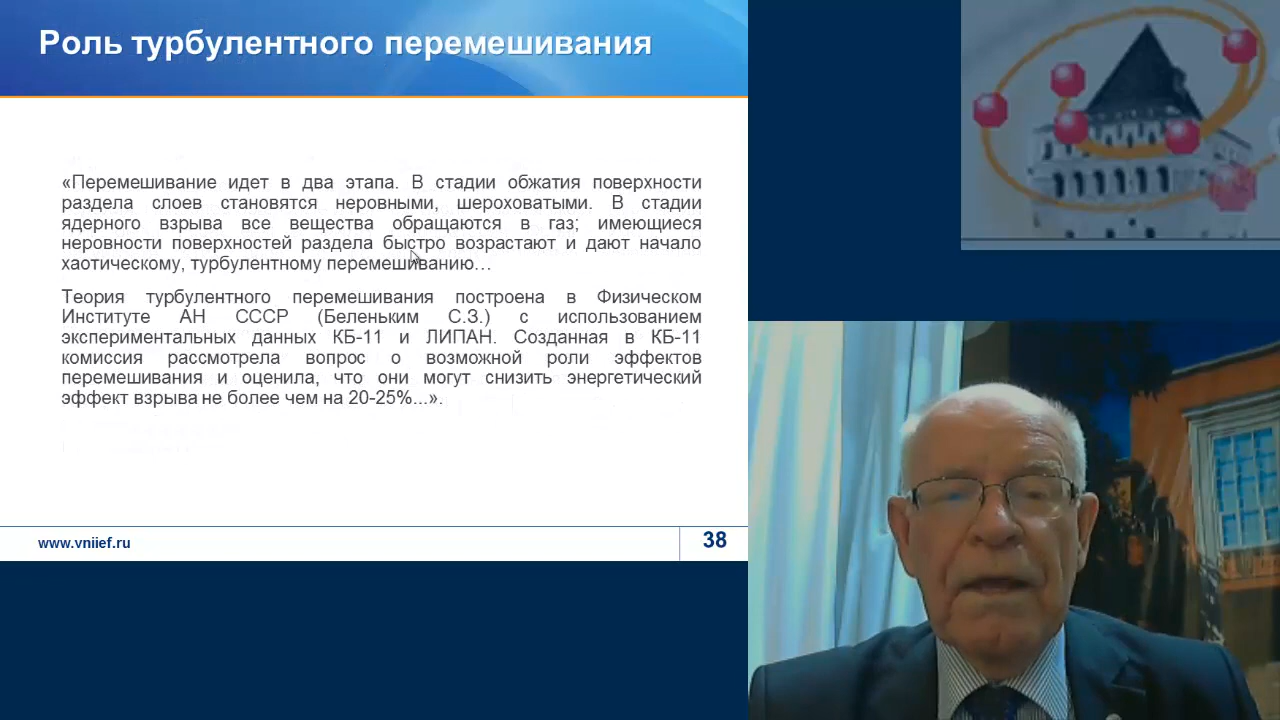 Роль турбулентного перемешивания
«Перемешивание идет в два этапа. В стадии обжатия поверхности
раздела слоев становятся неровными, шероховатыми. В стадии
ядерного взрыва все вещества обращаются в газ; имеющиеся
неровности поверхностей раздела быстро возрастают и дают начало
хаотическому, турбулентному перемешиванию…
Теория турбулентного перемешивания построена в Физическом
Институте АН СССР (Беленьким С.З.) с использованием
экспериментальных данных КБ-11 и ЛИПАН. Созданная в КБ-11
комиссия рассмотрела вопрос о возможной роли эффектов
перемешивания и оценила, что они могут снизить энергетический
эффект взрыва не более чем на 20-25%...».
www.vniief.ru
38